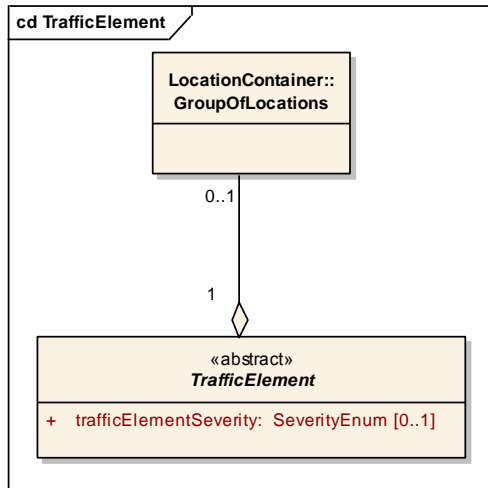 cd TrafficElement
LocationContainer::
GroupOfLocations
0..1
1
«abstract»
TrafficElement
+ trafficElementSeverity: SeverityEnum [0..1]